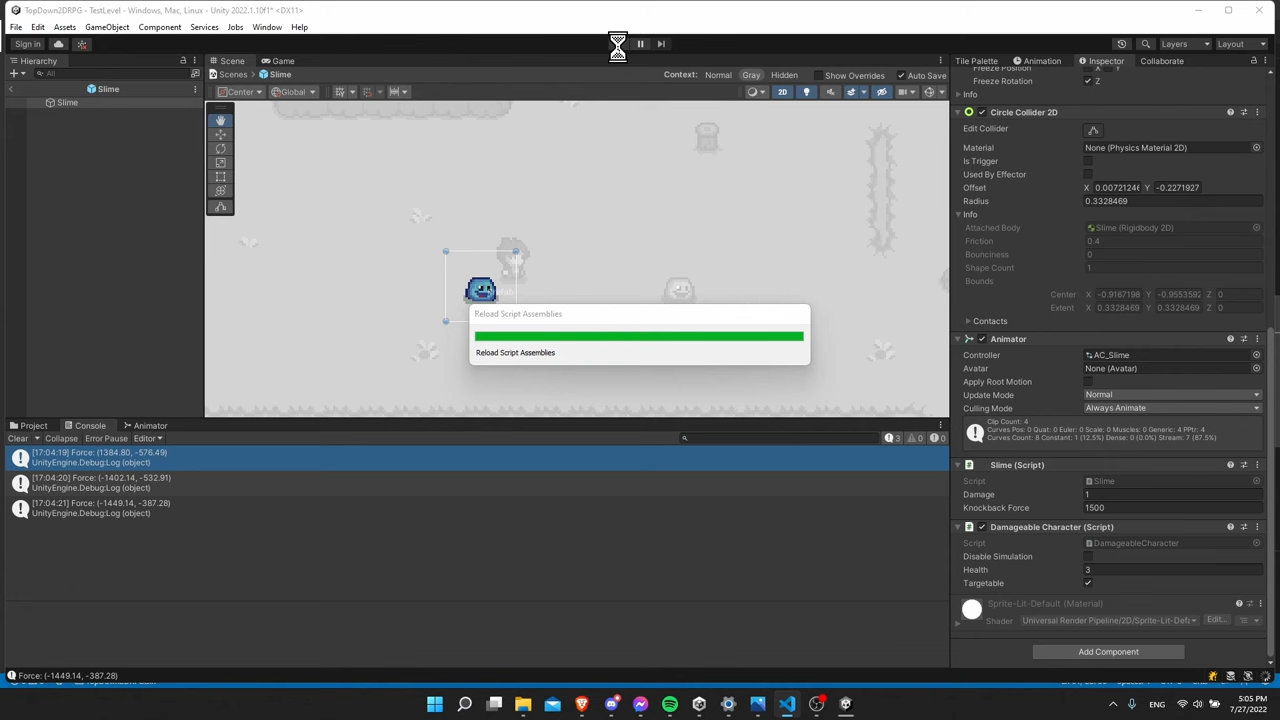 TopDown2DRPG - TestLevel - Windows, Mac, Linux - Unity 2022.1.10f1* <DX11>
File Edit Assets GameObject Component Services Jobs Window Help
Sign in
Layers Layout
Hierarchy Scene Game Tile Palette Animation Inspector Collaborate
All
Scenes Slime Context: Normal Gray Hidden Show Overrides Auto Save
Slime
Center Global 2D
Slime
Freeze Position X Y
Freeze Rotation Z
Info
Circle Collider 2D
Edit Collider
Material None (Physics Material 2D)
Is Trigger
Used By Effector
Offset X 0.0072124 Y -0.2271927
Radius 0.3328469
Info
Attached Body Slime (Rigidbody 2D)
Friction 0.4
Bounciness 0
Shape Count 1
Bounds
Center X -0.9167198 Y -0.9553592 Z 0
Extent X 0.3328469 Y 0.3328469 Z 0
Contacts
Animator
Controller AC_Slime
Avatar None (Avatar)
Apply Root Motion
Update Mode Normal
Culling Mode Always Animate
Clip Count: 4
Curves Pos: 0 Quat: 0 Euler: 0 Scale: 0 Muscles: 0 Generic: 4 PPtr: 4
Curves Count: 8 Constant: 1 (12.5%) Dense: 0 (0.0%) Stream: 7 (87.5%)
Slime (Script)
Script Slime
Damage 1
Knockback Force 1500
Damageable Character (Script)
Script DamageableCharacter
Disable Simulation
Health 3
Targetable
Sprite-Lit-Default (Material)
Shader Universal Render Pipeline/2D/Sprite-Lit-Defa Edit...
Add Component
Reload Script Assemblies
Reload Script Assemblies
Project Console Animator
Clear Collapse Error Pause Editor 3 0 0
[17:04:19] Force: (1384.80, -576.49)
UnityEngine.Debug:Log (object)
[17:04:20] Force: (-1402.14, -532.91)
UnityEngine.Debug:Log (object)
[17:04:21] Force: (-1449.14, -387.28)
UnityEngine.Debug:Log (object)
Force: (-1449.14, -387.28)
ENG 5:05 PM
7/27/2022